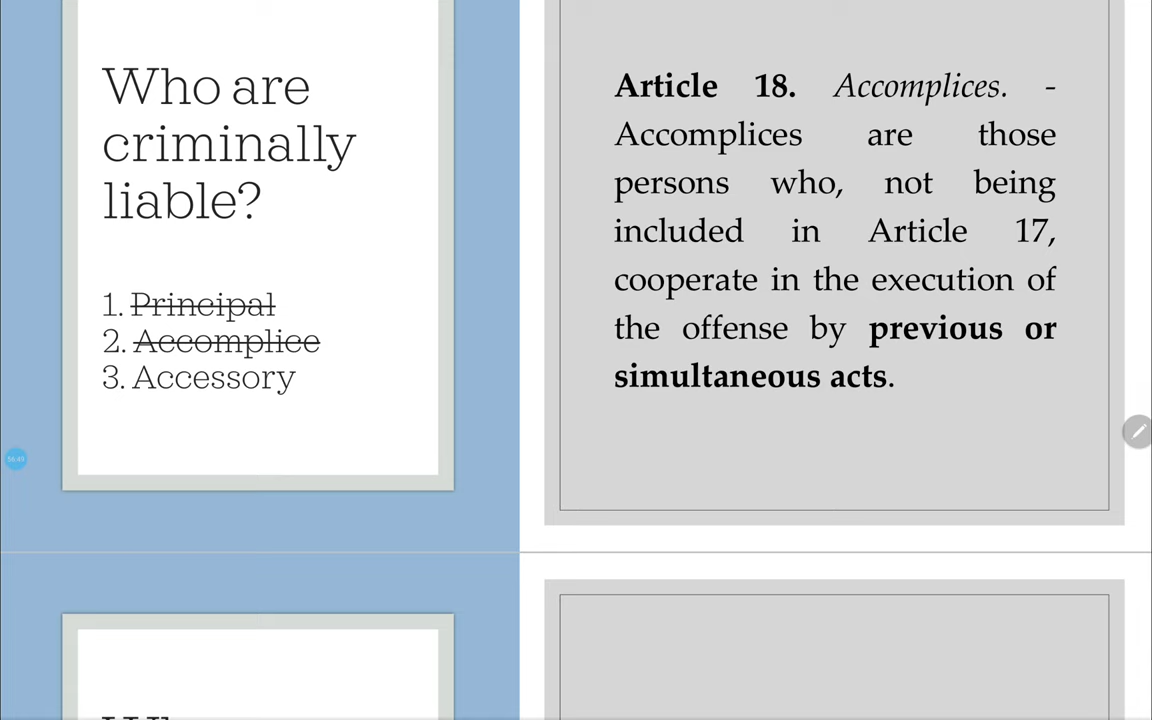 Who are
criminally
liable?
1. Principal
2. Accomplice
3. Accessory
Article 18. Accomplices. -
Accomplices are those
persons who, not being
included in Article 17,
cooperate in the execution of
the offense by previous or
simultaneous acts.